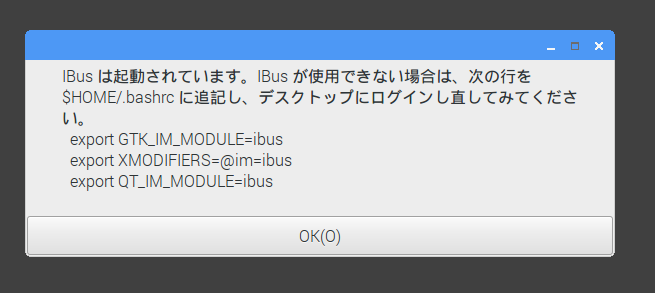 IBus は起動されています。IBus が使用できない場合は、次の行を
$HOME/.bashrc に追記し、デスクトップにログインし直してみてくださ
い。
export GTK_IM_MODULE=ibus
export XMODIFIERS=@im=ibus
export QT_IM_MODULE=ibus
OK(O)